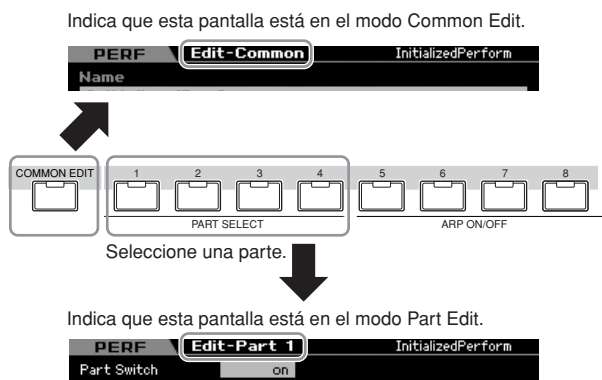 Indica que esta pantalla está en el modo Common Edit.
PERF Edit-Common InitializedPerform
Name
COMMON EDIT 1 2 3 4 5 6 7 8
PART SELECT ARP ON/OFF
Seleccione una parte.
Indica que esta pantalla está en el modo Part Edit.
PERF Edit-Part 1 InitializedPerform
Part Switch on